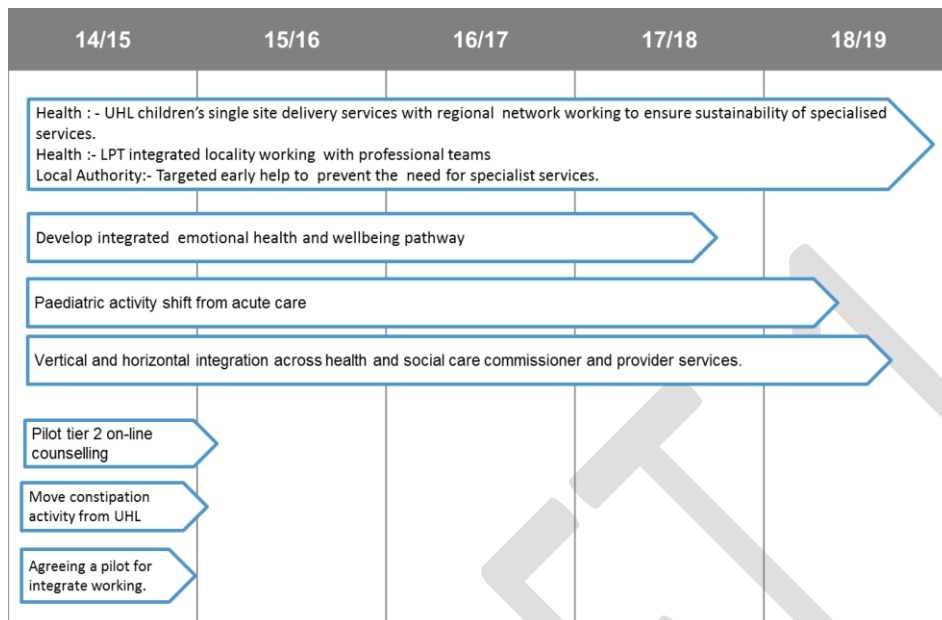 14/15 15/16 16/17 17/18 18/19
Health : - UHL children's single site delivery services with regional network working to ensure sustainability of specialised
services.
Health :- LPT integrated locality working with professional teams
Local Authority:- Targeted early help to prevent the need for specialist services.
Develop integrated emotional health and wellbeing pathway
Paediatric activity shift from acute care
Vertical and horizontal integration across health and social care commissioner and provider services.
Pilot tier 2 on-line
counselling
Move constipation
activity from UHL
Agreeing a pilot for
integrate working.